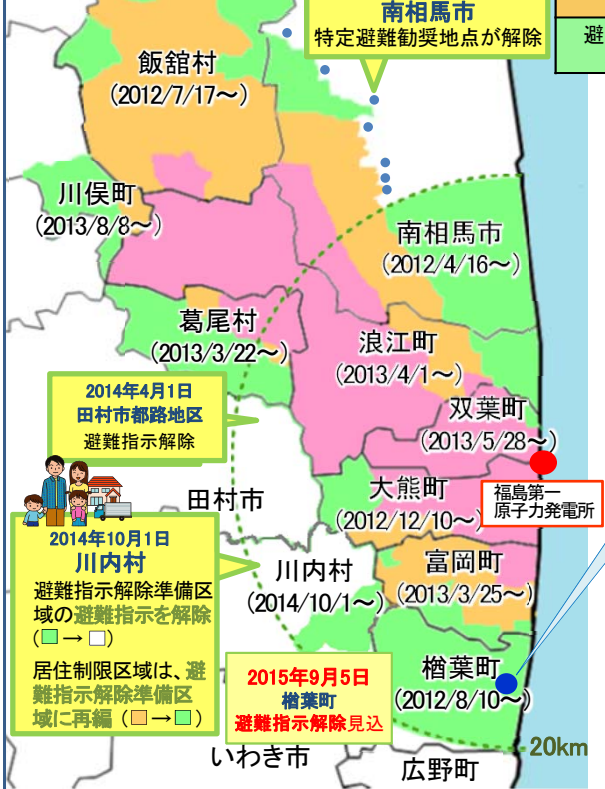 南相馬市
特定避難勧奨地点が解除
避
飯舘村
(2012/7/17～)
川俣町
(2013/8/8～)
南相馬市
(2012/4/16～)
葛尾村
(2013/3/22～)
浪江町
(2013/4/1～)
2014年4月1日
田村市都路地区
避難指示解除
双葉町
(2013/5/28～)
田村市
大熊町
(2012/12/10～)
福島第一
原子力発電所
2014年10月1日
川内村
避難指示解除準備区
域の避難指示を解除
(□→□)
居住制限区域は、避
難指示解除準備区
域に再編 (□→□)
川内村
(2014/10/1～)
富岡町
(2013/3/25～)
2015年9月5日
楢葉町
避難指示解除見込
楢葉町
(2012/8/10～)
20km
いわき市
広野町